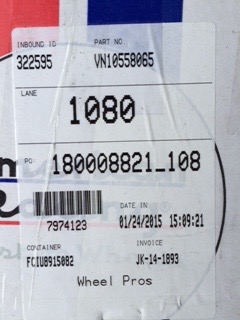 INBOUND ID PART NO
322595 VN10558065
LANE
1080
PO 180008821_108
7974123
DATE IN
01/24/2015 15:09:21
CONTAINER INVOICE
FCIU8915082 JK-14-1893
Wheel Pros